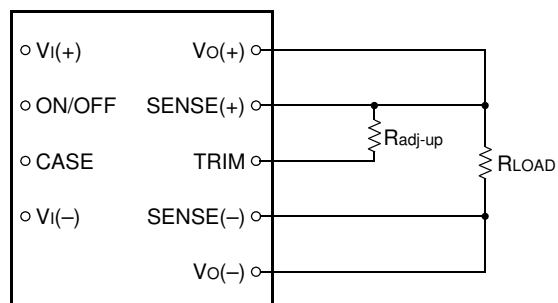 VI(+)
VO(+)
ON/OFF
SENSE(+)
Radj-up
CASE
TRIM
RLOAD
VI(–)
SENSE(–)
VO(–)